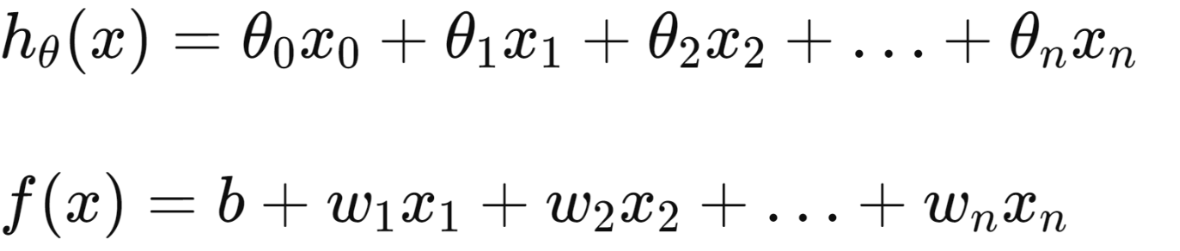 h_θ(x) = θ_0x_0 + θ_1x_1 + θ_2x_2 + ... + θ_nx_n
f(x) = b + w_1x_1 + w_2x_2 + ... + w_nx_n